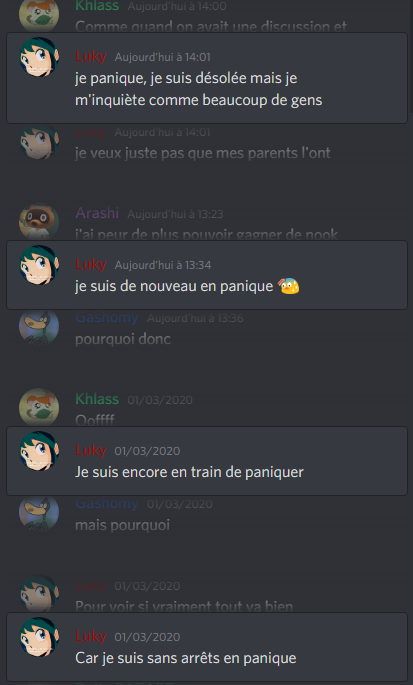 Khlass Aujourd'hui à 14:00
Comme quand on avait une discussion et
Luky Aujourd'hui à 14:01
je panique, je suis désolée mais je
m'inquiète comme beaucoup de gens
Luky Aujourd'hui à 14:01
je veux juste pas que mes parents l'ont
Arashi Aujourd'hui à 13:23
j'ai peur de plus pouvoir gagner de nook
Luky Aujourd'hui à 13:34
je suis de nouveau en panique
Gashomy Aujourd'hui à 13:36
pourquoi donc
Khlass 01/03/2020
Ooffff
Luky 01/03/2020
Je suis encore en train de paniquer
Gashomy 01/03/2020
mais pourquoi
Luky 01/03/2020
Pour voir si vraiment tout va bien
Luky 01/03/2020
Car je suis sans arrêts en panique